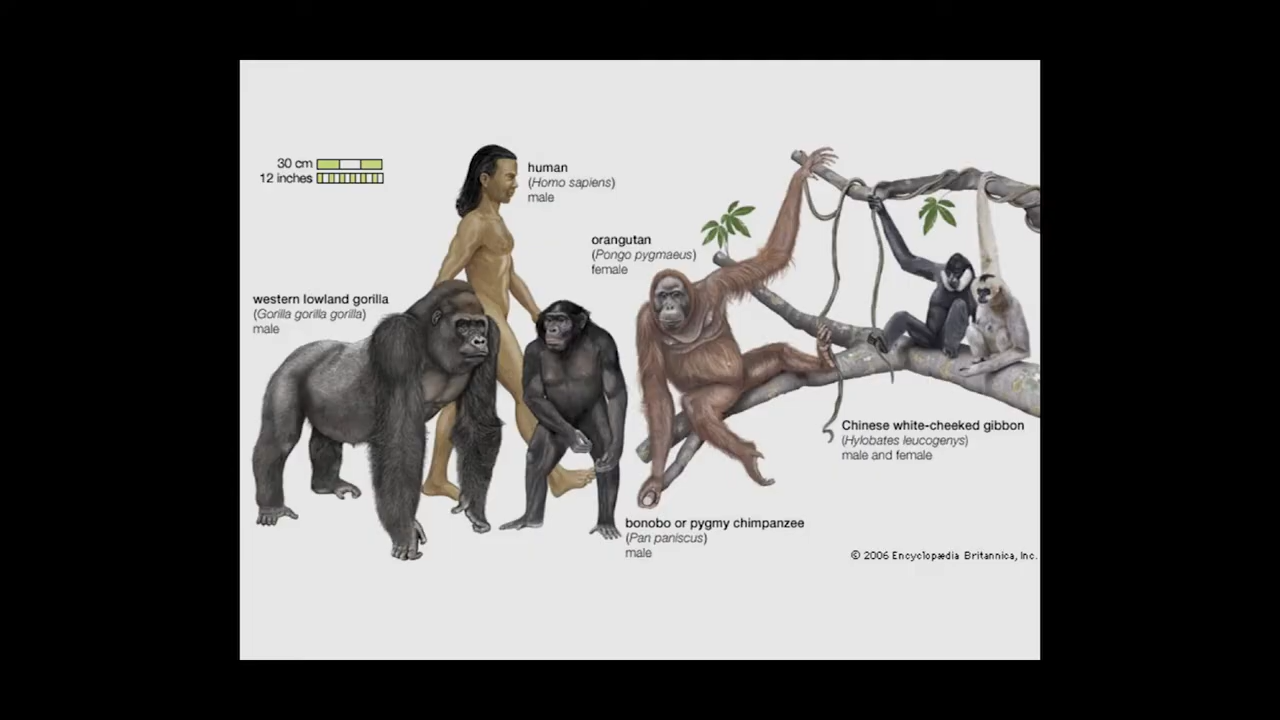 30 cm
12 inches
human
(Homo sapiens)
male
orangutan
(Pongo pygmaeus)
female
western lowland gorilla
(Gorilla gorilla gorilla)
male
Chinese white-cheeked gibbon
(Hylobates leucogenys)
male and female
bonobo or pygmy chimpanzee
(Pan paniscus)
male
© 2006 Encyclopædia Britannica, Inc.